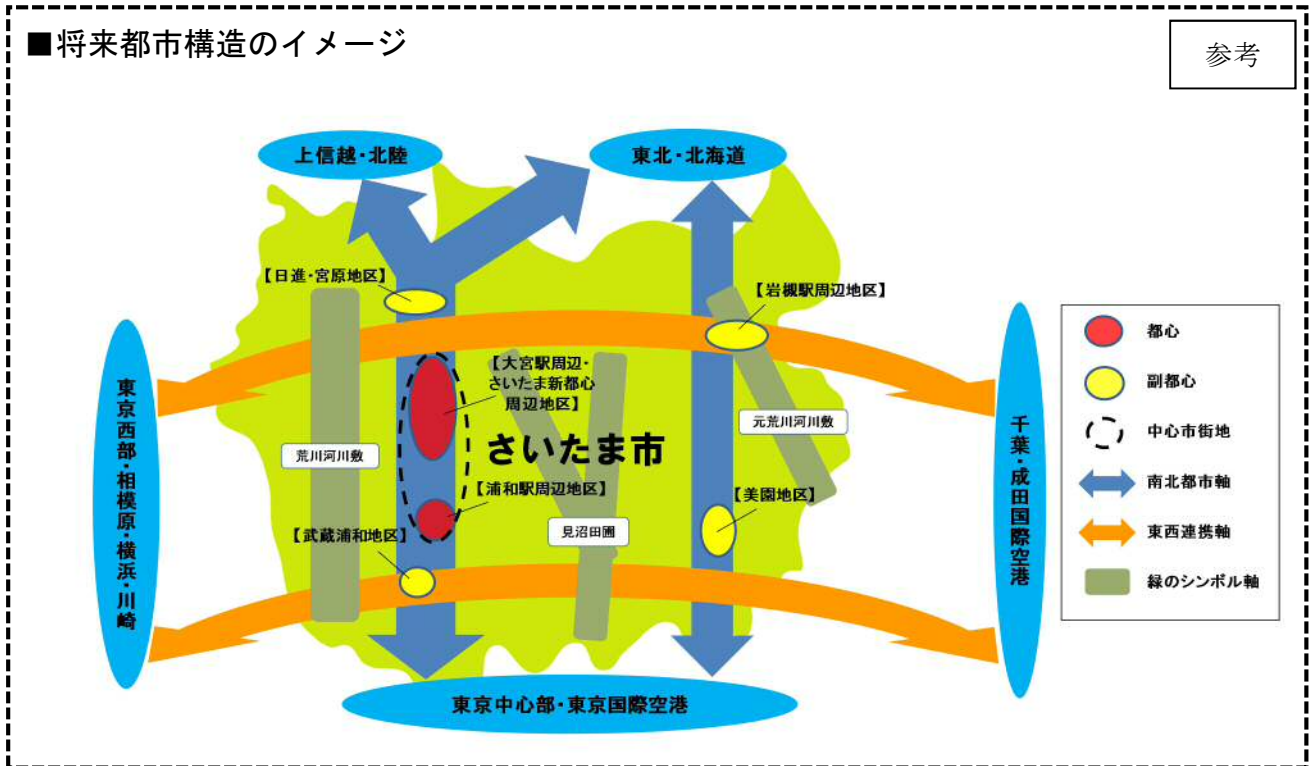 ■将来都市構造のイメージ
参考
上信越・北陸
東北・北海道
【日進・宮原地区】
【岩槻駅周辺地区】
【大宮駅周辺・
さいたま新都心
周辺地区】
荒川河川敷
さいたま市
元荒川河川敷
【浦和駅周辺地区】
【美園地区】
【武蔵浦和地区】
見沼田圃
東京西部・相模原・横浜・川崎
千葉・成田国際空港
東京中心部・東京国際空港
都心
副都心
中心市街地
南北都市軸
東西連携軸
緑のシンボル軸